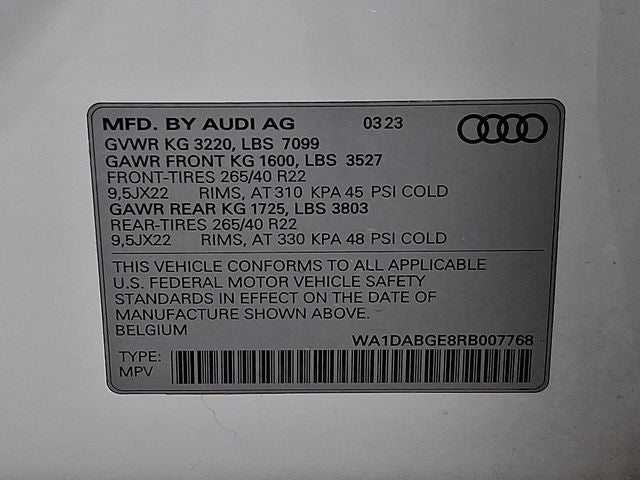 MFD. BY AUDI AG 03 23
GVWR KG 3220, LBS 7099
GAWR FRONT KG 1600, LBS 3527
FRONT-TIRES 265/40 R22
9,5JX22 RIMS, AT 310 KPA 45 PSI COLD
GAWR REAR KG 1725, LBS 3803
REAR-TIRES 265/40 R22
9,5JX22 RIMS, AT 330 KPA 48 PSI COLD
THIS VEHICLE CONFORMS TO ALL APPLICABLE
U.S. FEDERAL MOTOR VEHICLE SAFETY
STANDARDS IN EFFECT ON THE DATE OF
MANUFACTURE SHOWN ABOVE.
BELGIUM
WA1DABGE8RB007768
TYPE:
MPV